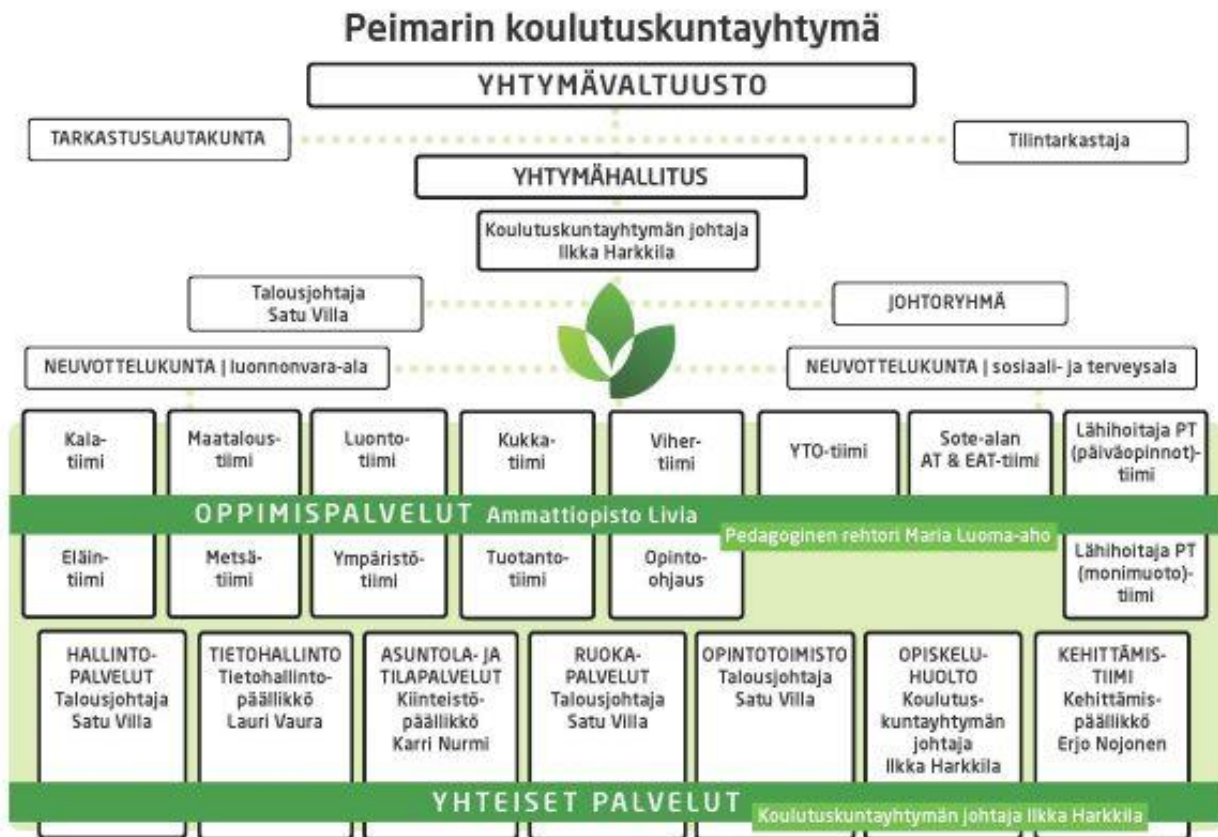 Peimarin koulutuskuntayhtymä
YHTYMÄVALTUUSTO
TARKASTUSLAUTAKUNTA
Tilintarkastaja
YHTYMÄHALLITUS
Koulutuskuntayhtymän johtaja
Ilkka Harkkila
Talousjohtaja
Satu Villa
JOHTORYHMÄ
NEUVOTTELUKUNTA | luonnonvara-ala
NEUVOTTELUKUNTA | sosiaali- ja terveysala
Kala-
tiimi
Maatalous-
tiimi
Luonto-
tiimi
Kukka-
tiimi
Viher-
tiimi
YTO-tiimi
Sote-alan
AT & EAT-tiimi
Lähihoitaja PT
(päiväopinnot)-
tiimi
OPPIMISPALVELUT Ammattiopisto Livia
Pedagoginen rehtori Maria Luoma-aho
Eläin-
tiimi
Metsä-
tiimi
Ympäristö-
tiimi
Tuotanto-
tiimi
Opinto-
ohjaus
Lähihoitaja PT
(monimuoto)-
tiimi
HALLINTO-
PALVELUT
Talousjohtaja
Satu Villa
TIETOHALLINTO
Tietohallinto-
päällikkö
Lauri Vaura
ASUNTOLA- JA
TILAPALVELUT
Kiinteistö-
päällikkö
Karri Nurmi
RUOKA-
PALVELUT
Talousjohtaja
Satu Villa
OPINTOTOIMISTO
Talousjohtaja
Satu Villa
OPISKELU-
HUOLTO
Koulutus-
kuntayhtymän
johtaja
Ilkka Harkkila
KEHITTÄMIS-
TIIMI
Kehittämis-
päällikkö
Erjo Nojonen
YHTEISET PALVELUT
Koulutuskuntayhtymän johtaja Ilkka Harkkila